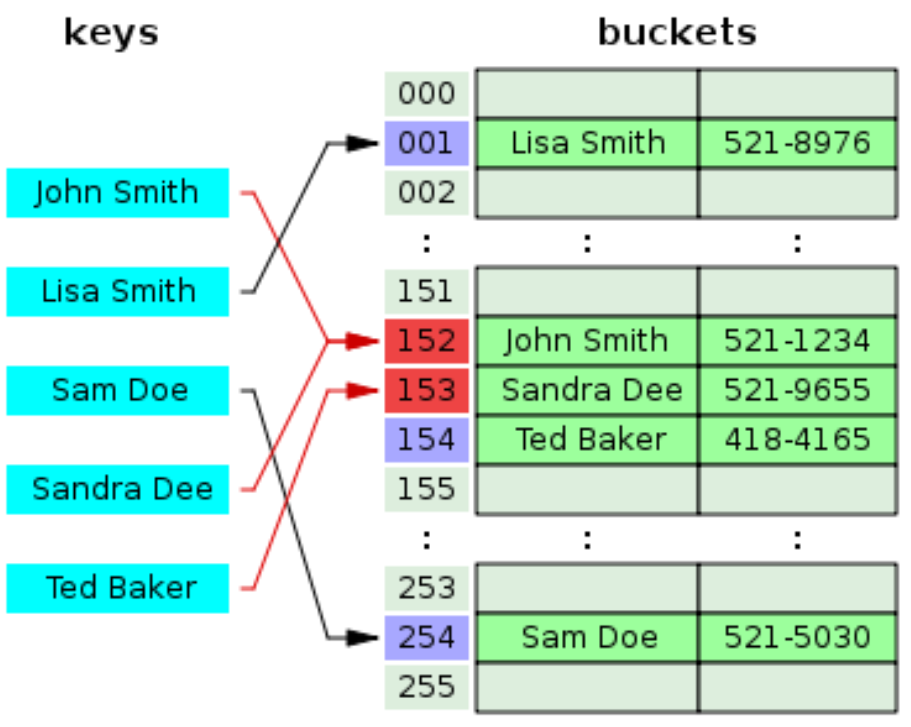 keys
buckets
000
001 Lisa Smith 521-8976
002
: : :
John Smith
Lisa Smith
Sam Doe
Sandra Dee
Ted Baker
151
152 John Smith 521-1234
153 Sandra Dee 521-9655
154 Ted Baker 418-4165
155
: : :
253
254 Sam Doe 521-5030
255